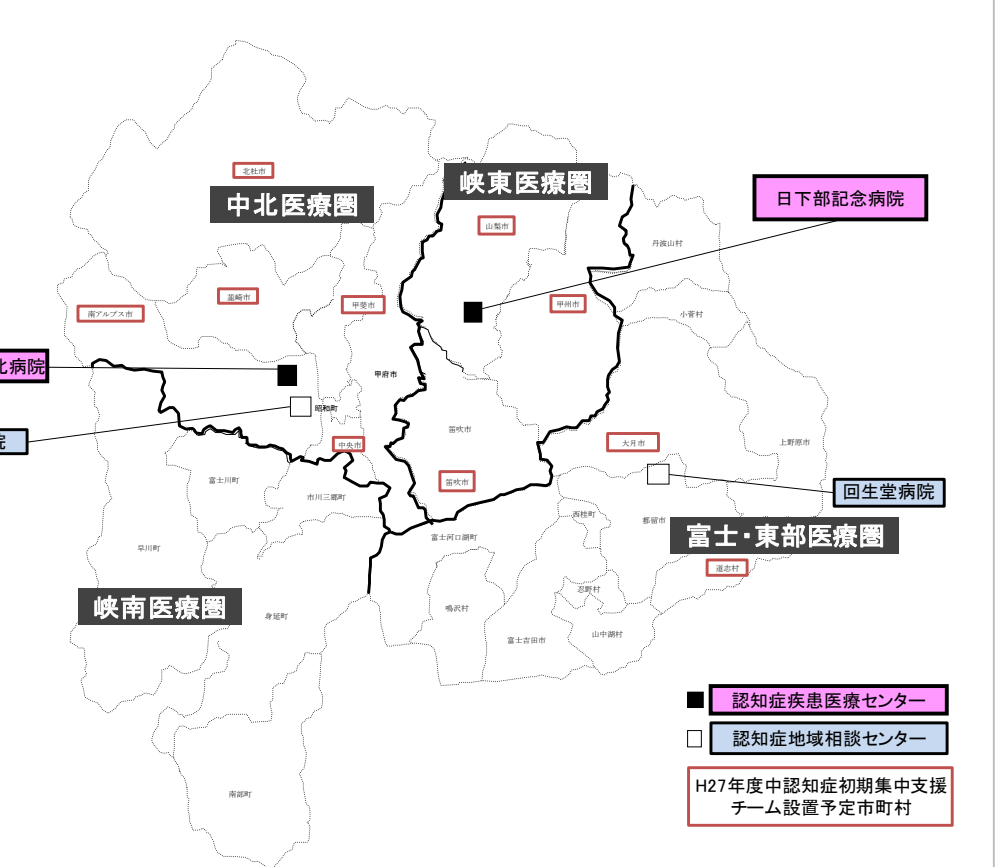 北杜市
中北医療圏
峡東医療圏
日下部記念病院
山梨市
丹波山村
韮崎市
甲斐市
甲州市
南アルプス市
小菅村
北病院
甲府市
昭和町
院
中央市
笛吹市
大月市
上野原市
富士川町
笛吹市
回生堂病院
市川三郷町
西桂町
都留市
富士・東部医療圏
早川町
富士河口湖町
道志村
峡南医療圏
忍野村
鳴沢村
身延町
山中湖村
富士吉田市
認知症疾患医療センター
認知症地域相談センター
H27年度中認知症初期集中支援
チーム設置予定市町村
南部町